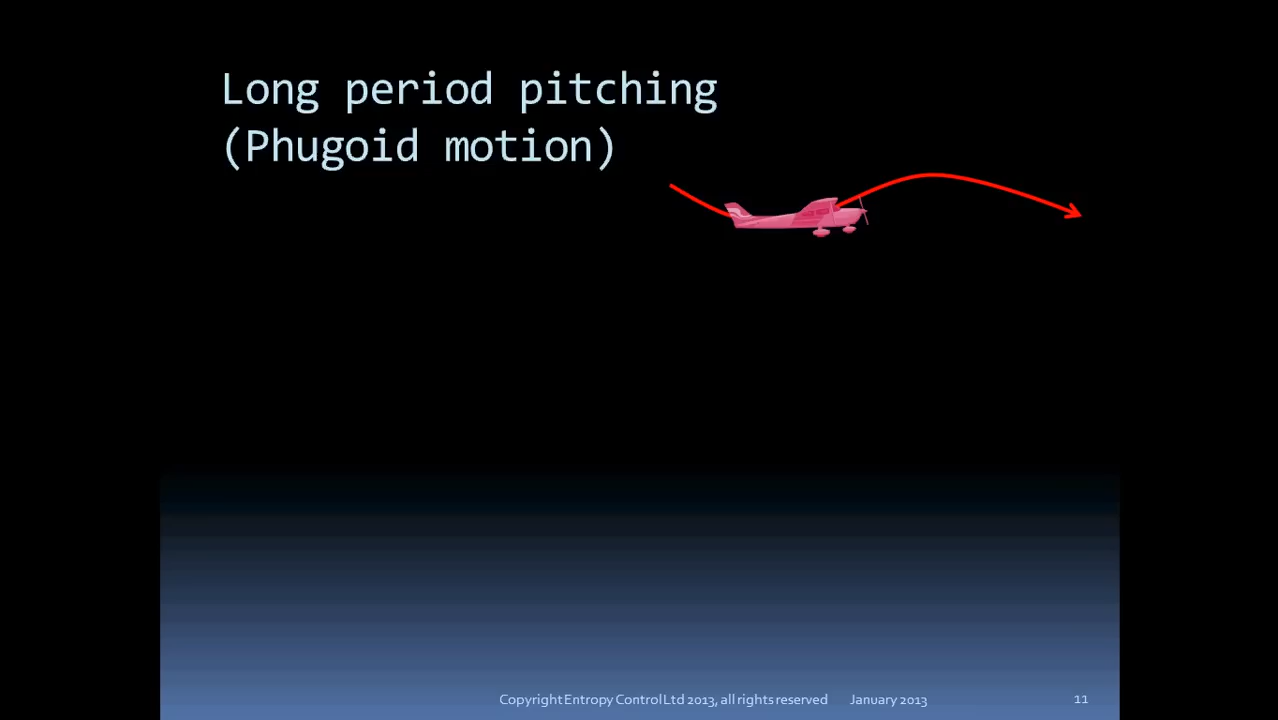 Long period pitching
(Phugoid motion)
Copyright Entropy Control Ltd 2013, all rights reserved January 2013 11